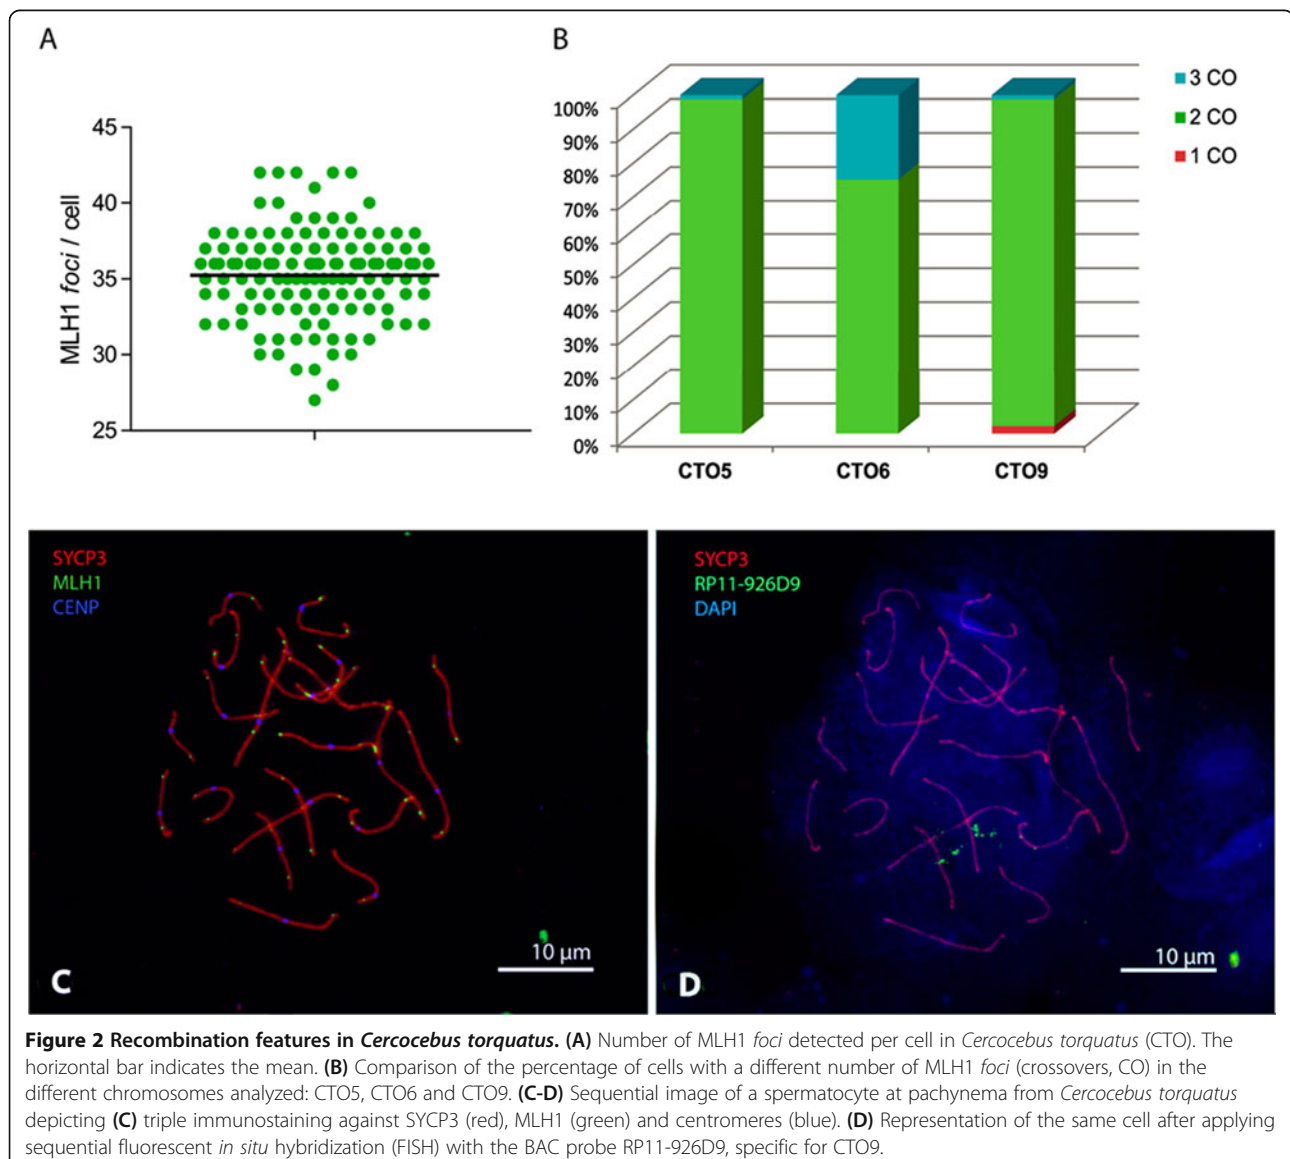 A
B
MLH1 foci / cell
45
40
35
30
25
100%
90%
80%
70%
60%
50%
40%
30%
20%
10%
0%
CTO5
CTO6
CTO9
3 CO
2 CO
1 CO
SYCP3
MLH1
CENP
10 µm
C
SYCP3
RP11-926D9
DAPI
10 µm
D
Figure 2 Recombination features in Cercocebus torquatus. (A) Number of MLH1 foci detected per cell in Cercocebus torquatus (CTO). The
horizontal bar indicates the mean. (B) Comparison of the percentage of cells with a different number of MLH1 foci (crossovers, CO) in the
different chromosomes analyzed: CTO5, CTO6 and CTO9. (C-D) Sequential image of a spermatocyte at pachynema from Cercocebus torquatus
depicting (C) triple immunostaining against SYCP3 (red), MLH1 (green) and centromeres (blue). (D) Representation of the same cell after applying
sequential fluorescent in situ hybridization (FISH) with the BAC probe RP11-926D9, specific for CTO9.